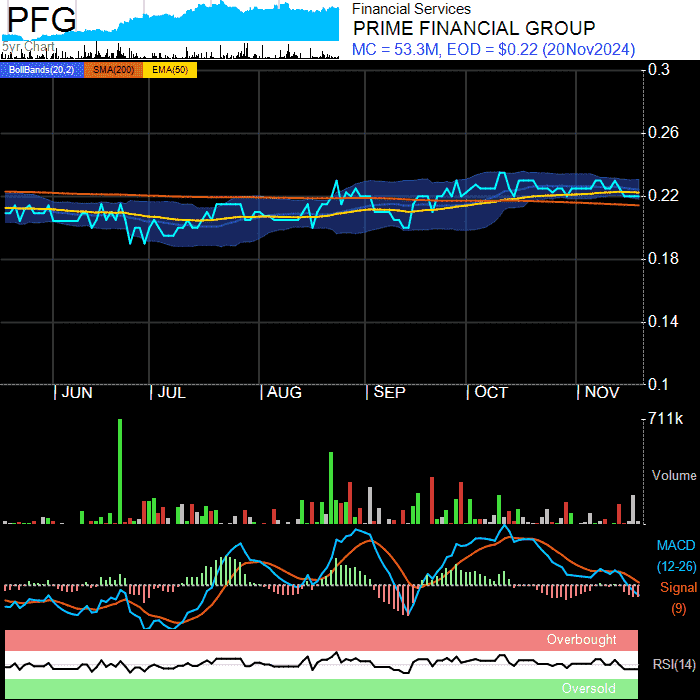 PFG
5yr.Chart
Financial Services
PRIME FINANCIAL GROUP
MC = 53.3M, EOD = $0.22 (20Nov2024)
BollBands(20,2) SMA(200) EMA(50)
0.3
0.26
0.22
0.18
0.14
0.1
JUN JUL AUG SEP OCT NOV
711k
Volume
MACD
(12-26)
Signal
(9)
Overbought
RSI(14)
Oversold